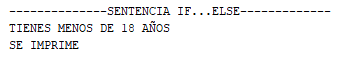 --------------SENTENCIA IF...ELSE-------------
TIENES MENOS DE 18 AÑOS
SE IMPRIME